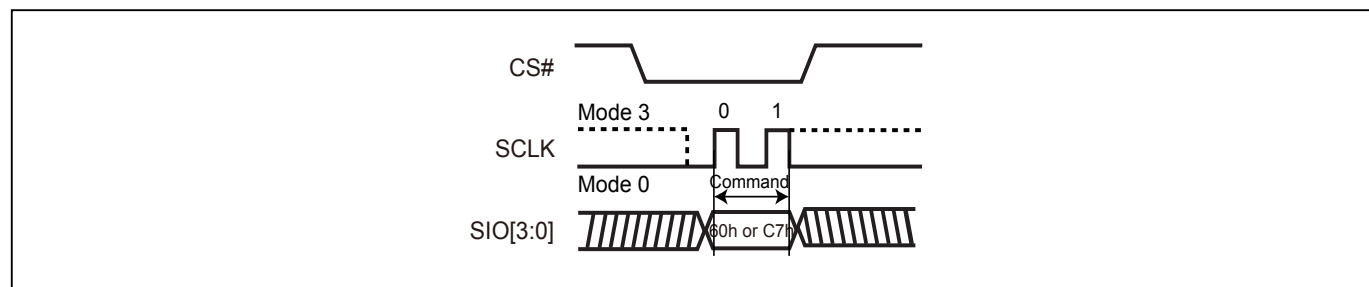 CS#
Mode 3 0 1
SCLK
Mode 0 Command
SIO[3:0] 60h or C7h